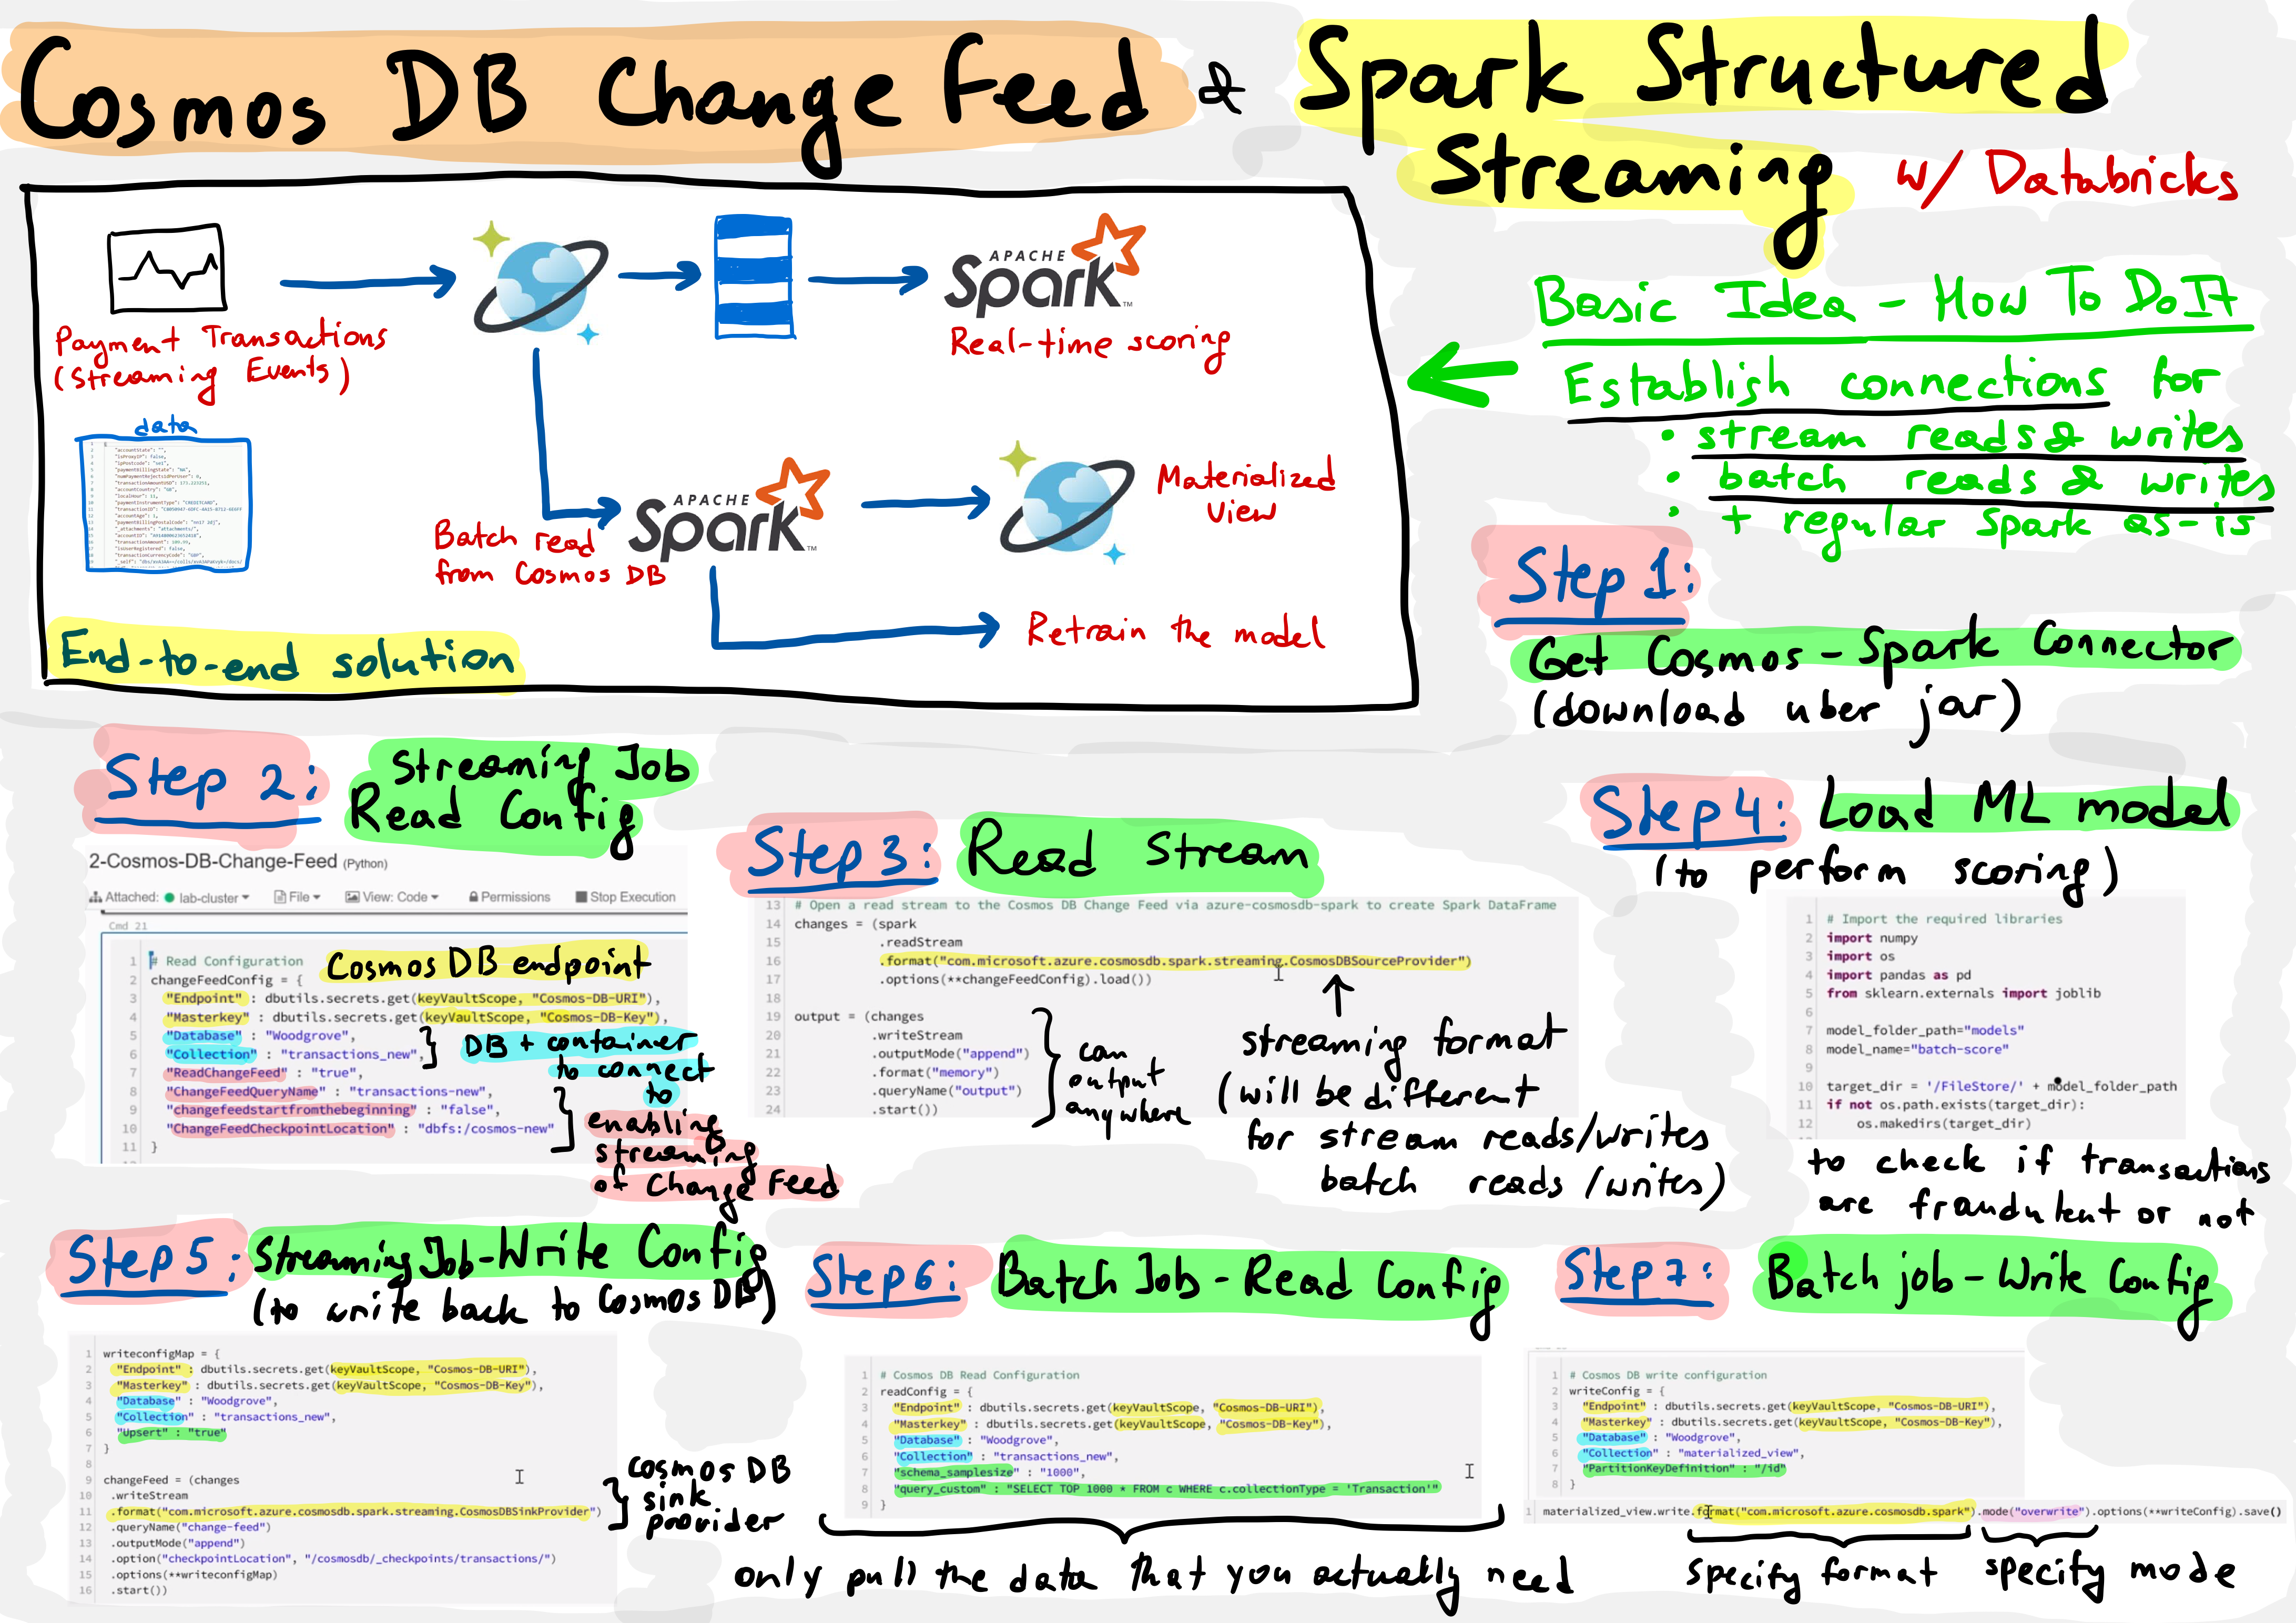 Cosmos DB Change Feed & Spark Structured
Streaming w/ Databricks
Payment Transactions
(Streaming Events)
APACHE
Spark™
Real-time scoring
data
1
2 "accountState": "",
3 "isProxyIP": false,
Batch read
from Cosmos DB
APACHE
Spark™
Materialized
View
Retrain the model
End-to-end solution
Basic Idea - How To Do It
Establish connections for
• stream reads & writes
• batch reads & writes
• + regular Spark as-is
Step 1:
Get Cosmos - Spark Connector
(download uber jar)
Step 2: Streaming Job
Read Config
2-Cosmos-DB-Change-Feed (Python)
Attached: lab-cluster File View: Code Permissions Stop Execution
Cmd 21
1 # Read Configuration
Cosmos DB endpoint
2 changeFeedConfig = {
3 "Endpoint" : dbutils.secrets.get(keyVaultScope, "Cosmos-DB-URI"),
4 "Masterkey" : dbutils.secrets.get(keyVaultScope, "Cosmos-DB-Key"),
5 "Database" : "Woodgrove",
6 "Collection" : "transactions_new",
7 "ReadChangeFeed" : "true",
8 "ChangeFeedQueryName" : "transactions-new",
9 "changefeedstartfromthebeginning" : "false",
10 "ChangeFeedCheckpointLocation" : "dbfs:/cosmos-new"
11 }
DB + container
to connect
to
enabling
streaming
of Change Feed
Step 3: Read Stream
13 # Open a read stream to the Cosmos DB Change Feed via azure-cosmosdb-spark to create Spark DataFrame
14 changes = (spark
15 .readStream
16 .format("com.microsoft.azure.cosmosdb.spark.streaming.CosmosDBSourceProvider")
17 .options(**changeFeedConfig).load())
18
19 output = (changes
20 .writeStream
21 .outputMode("append")
22 .format("memory")
23 .queryName("output")
24 .start())
can
output
anywhere
streaming format
(will be different
for stream reads/writes
batch reads/writes)
Step 4: Load ML model
(to perform scoring)
1 # Import the required libraries
2 import numpy
3 import os
4 import pandas as pd
5 from sklearn.externals import joblib
6
7 model_folder_path="models"
8 model_name="batch-score"
9
10 target_dir = '/FileStore/' + model_folder_path
11 if not os.path.exists(target_dir):
12 os.makedirs(target_dir)
to check if transactions
are fraudulent or not
Step 5: Streaming Job - Write Config
(to write back to Cosmos DB)
1 writeconfigMap = {
2 "Endpoint" : dbutils.secrets.get(keyVaultScope, "Cosmos-DB-URI"),
3 "Masterkey" : dbutils.secrets.get(keyVaultScope, "Cosmos-DB-Key"),
4 "Database" : "Woodgrove",
5 "Collection" : "transactions_new",
6 "Upsert" : "true"
7 }
8
9 changeFeed = (changes
10 .writeStream
11 .format("com.microsoft.azure.cosmosdb.spark.streaming.CosmosDBSinkProvider")
12 .queryName("change-feed")
13 .outputMode("append")
14 .option("checkpointLocation", "/cosmosdb/_checkpoints/transactions/")
15 .options(**writeconfigMap)
16 .start())
Cosmos DB
sink
provider
Step 6: Batch Job - Read Config
1 # Cosmos DB Read Configuration
2 readConfig = {
3 "Endpoint" : dbutils.secrets.get(keyVaultScope, "Cosmos-DB-URI"),
4 "Masterkey" : dbutils.secrets.get(keyVaultScope, "Cosmos-DB-Key"),
5 "Database" : "Woodgrove",
6 "Collection" : "transactions_new",
7 "schema_samplesize" : "1000",
8 "query_custom" : "SELECT TOP 1000 * FROM c WHERE c.collectionType = 'Transaction'"
9 }
only pull the data that you actually need
Step 7: Batch job - Write Config
1 # Cosmos DB write configuration
2 writeConfig = {
3 "Endpoint" : dbutils.secrets.get(keyVaultScope, "Cosmos-DB-URI"),
4 "Masterkey" : dbutils.secrets.get(keyVaultScope, "Cosmos-DB-Key"),
5 "Database" : "Woodgrove",
6 "Collection" : "materialized_view",
7 "PartitionKeyDefinition" : "/id"
8 }
1 materialized_view.write.format("com.microsoft.azure.cosmosdb.spark").mode("overwrite").options(**writeConfig).save()
specify format specify mode